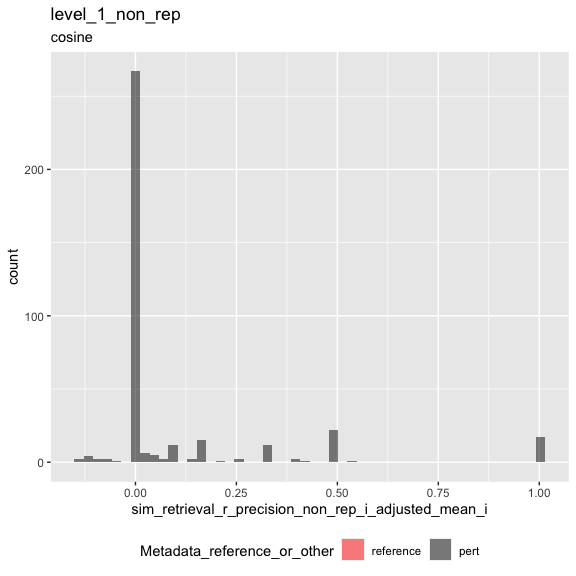 level_1_non_rep
cosine
200
100
0
count
0.00 0.25 0.50 0.75 1.00
sim_retrieval_r_precision_non_rep_i_adjusted_mean_i
Metadata_reference_or_other reference pert